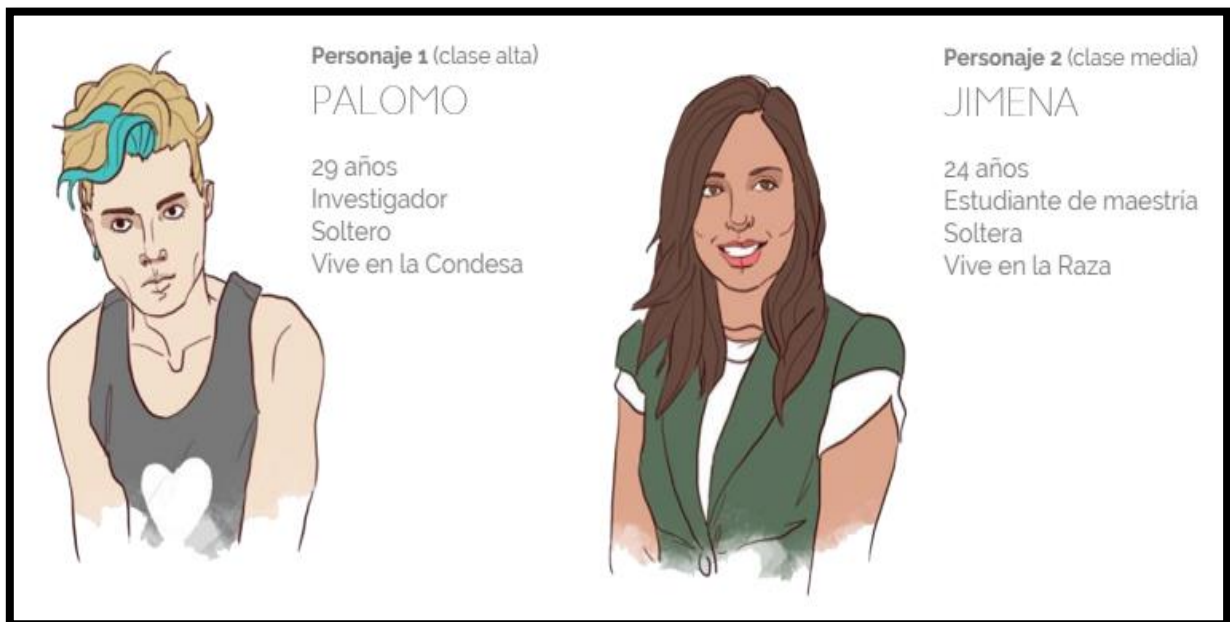 Personaje 1 (clase alta)
PALOMO
29 años
Investigador
Soltero
Vive en la Condesa
Personaje 2 (clase media)
JIMENA
24 años
Estudiante de maestría
Soltera
Vive en la Raza